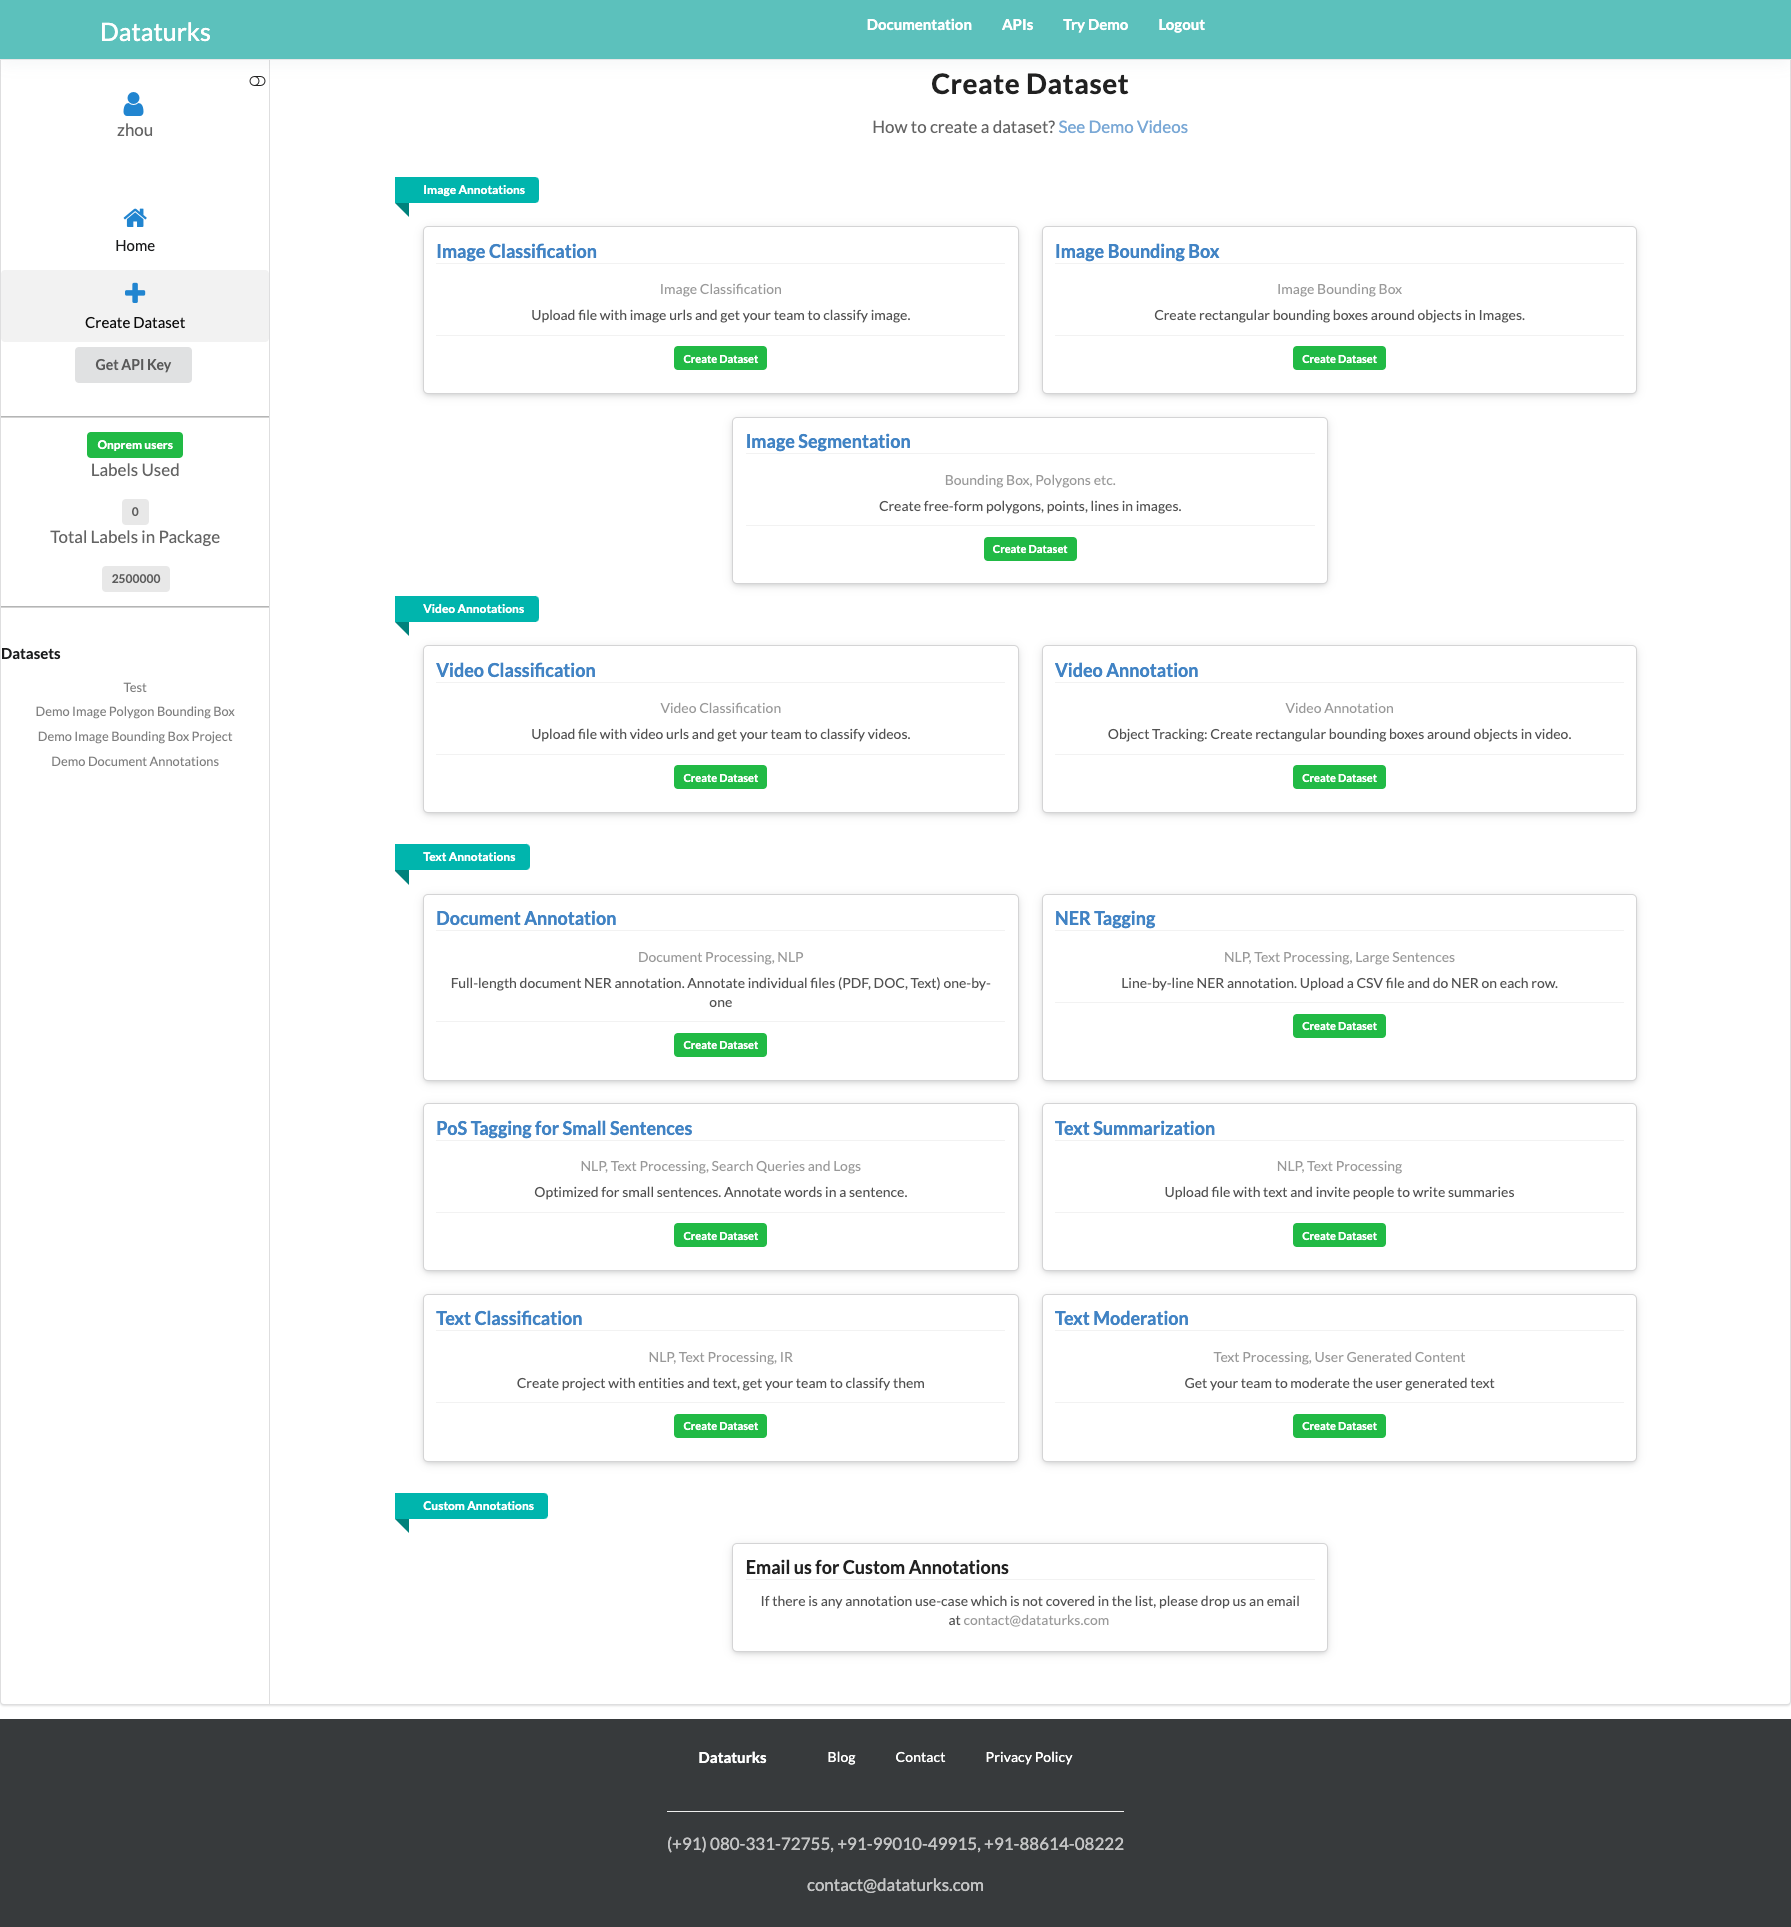 Dataturks
Documentation
APIs
Try Demo
Logout
zhou
Home
Create Dataset
Get API Key
Onprem users
Labels Used
0
Total Labels in Package
2500000
Datasets
Test
Demo Image Polygon Bounding Box
Demo Image Bounding Box Project
Demo Document Annotations
Create Dataset
How to create a dataset? See Demo Videos
Image Annotations
Image Classification
Image Classification
Upload file with image urls and get your team to classify image.
Create Dataset
Image Bounding Box
Image Bounding Box
Create rectangular bounding boxes around objects in Images.
Create Dataset
Image Segmentation
Bounding Box, Polygons etc.
Create free-form polygons, points, lines in images.
Create Dataset
Video Annotations
Video Classification
Video Classification
Upload file with video urls and get your team to classify videos.
Create Dataset
Video Annotation
Video Annotation
Object Tracking: Create rectangular bounding boxes around objects in video.
Create Dataset
Text Annotations
Document Annotation
Document Processing, NLP
Full-length document NER annotation. Annotate individual files (PDF, DOC, Text) one-by-
one
Create Dataset
NER Tagging
NLP, Text Processing, Large Sentences
Line-by-line NER annotation. Upload a CSV file and do NER on each row.
Create Dataset
PoS Tagging for Small Sentences
NLP, Text Processing, Search Queries and Logs
Optimized for small sentences. Annotate words in a sentence.
Create Dataset
Text Summarization
NLP, Text Processing
Upload file with text and invite people to write summaries
Create Dataset
Text Classification
NLP, Text Processing, IR
Create project with entities and text, get your team to classify them
Create Dataset
Text Moderation
Text Processing, User Generated Content
Get your team to moderate the user generated text
Create Dataset
Custom Annotations
Email us for Custom Annotations
If there is any annotation use-case which is not covered in the list, please drop us an email
at contact@dataturks.com
Dataturks
Blog
Contact
Privacy Policy
(+91) 080-331-72755, +91-99010-49915, +91-88614-08222
contact@dataturks.com